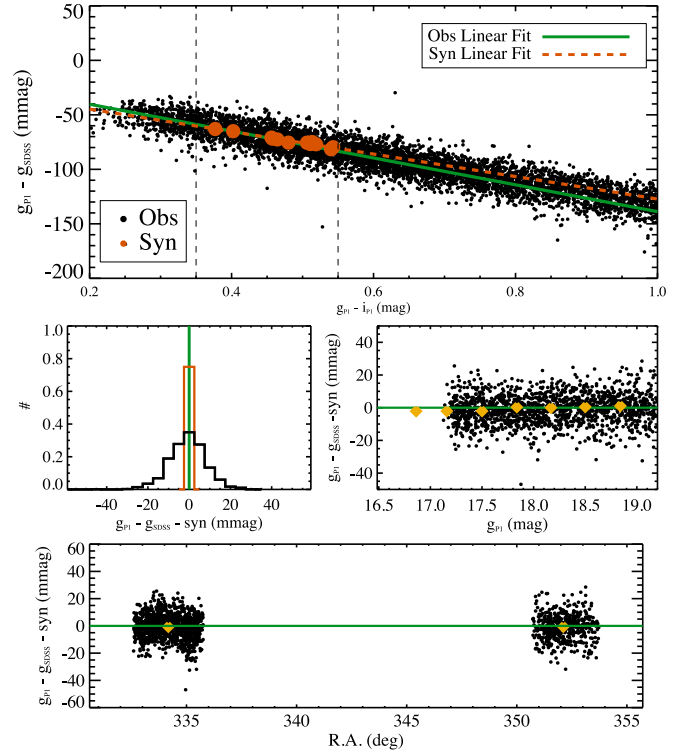 Obs Linear Fit
Syn Linear Fit
Obs
Syn
g_P1 - g_SDSS (mmag)
0
-50
-100
-150
-200
0.2 0.4 0.6 0.8 1.0
g_P1 - i_P1 (mag)
#
1.0
0.8
0.6
0.4
0.2
0.0
-40 -20 0 20 40
g_P1 - g_SDSS - syn (mmag)
g_P1 - g_SDSS -syn (mmag)
40
20
0
-20
-40
16.5 17.0 17.5 18.0 18.5 19.0
g_P1 (mag)
g_P1 - g_SDSS - syn (mmag)
60
40
20
0
-20
-40
-60
335 340 345 350 355
R.A. (deg)